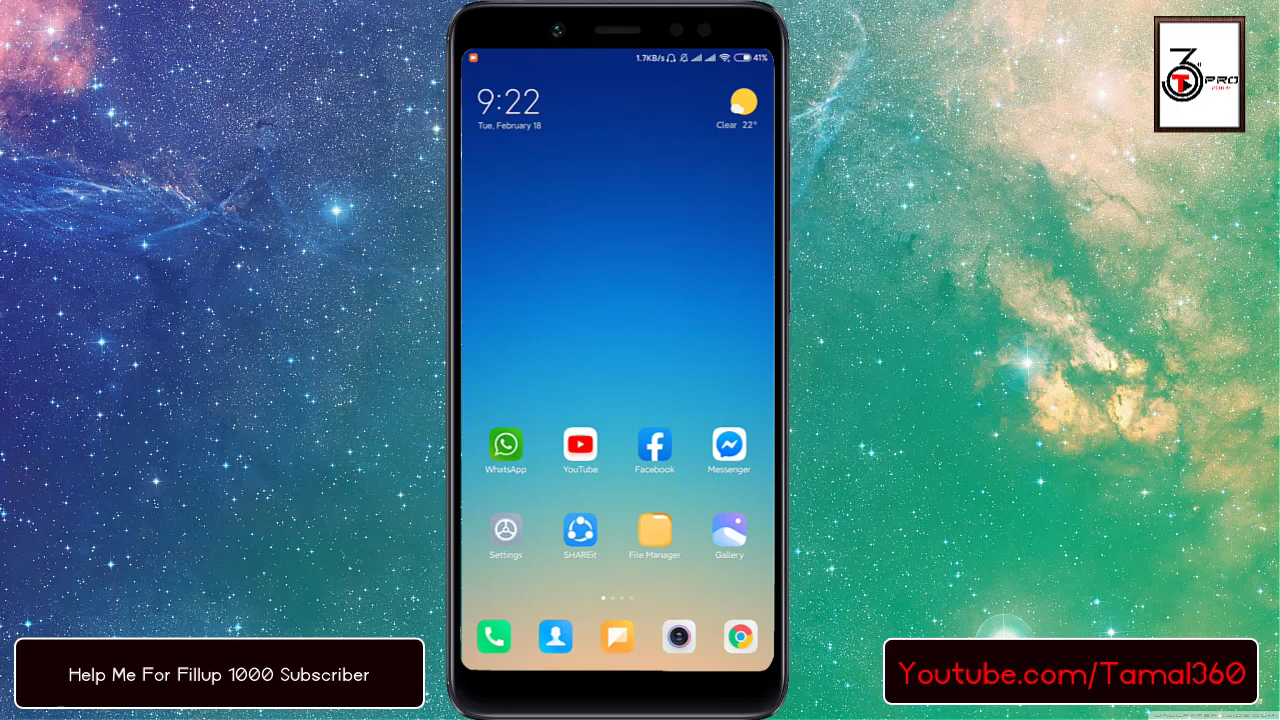 1.7KB/s 41%
9:22
Tue, February 18
Clear 22°
3
T PRO
WhatsApp YouTube Facebook Messenger
Settings SHAREit File Manager Gallery
Help Me For Fillup 1000 Subscriber
Youtube.com/Tamal360